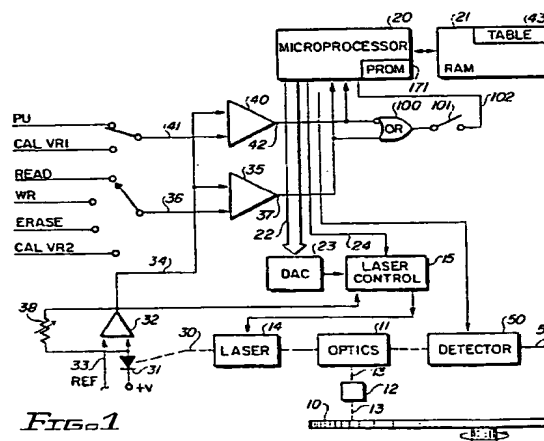 20
21
43
MICROPROCESSOR
TABLE
PROM
RAM
171
40
100
101
102
PU
41
42
OR
CAL VR1
35
READ
36
37
WR
22
23
24
15
ERASE
34
DAC
LASER
CONTROL
CAL VR2
38
32
30
14
11
50
LASER
OPTICS
DETECTOR
33
31
REF
+V
13
12
10
13
FIG. 1